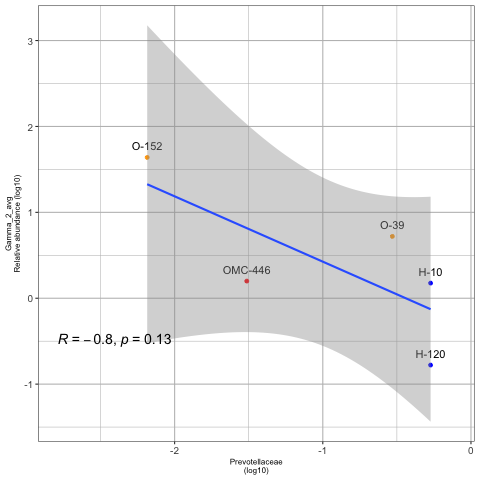 3
2
1
0
-1
Gamma_2_avg
Relative abundance (log10)
O-152
O-39
OMC-446
H-10
H-120
R = −0.8, p = 0.13
-2
-1
0
Prevotellaceae
(log10)